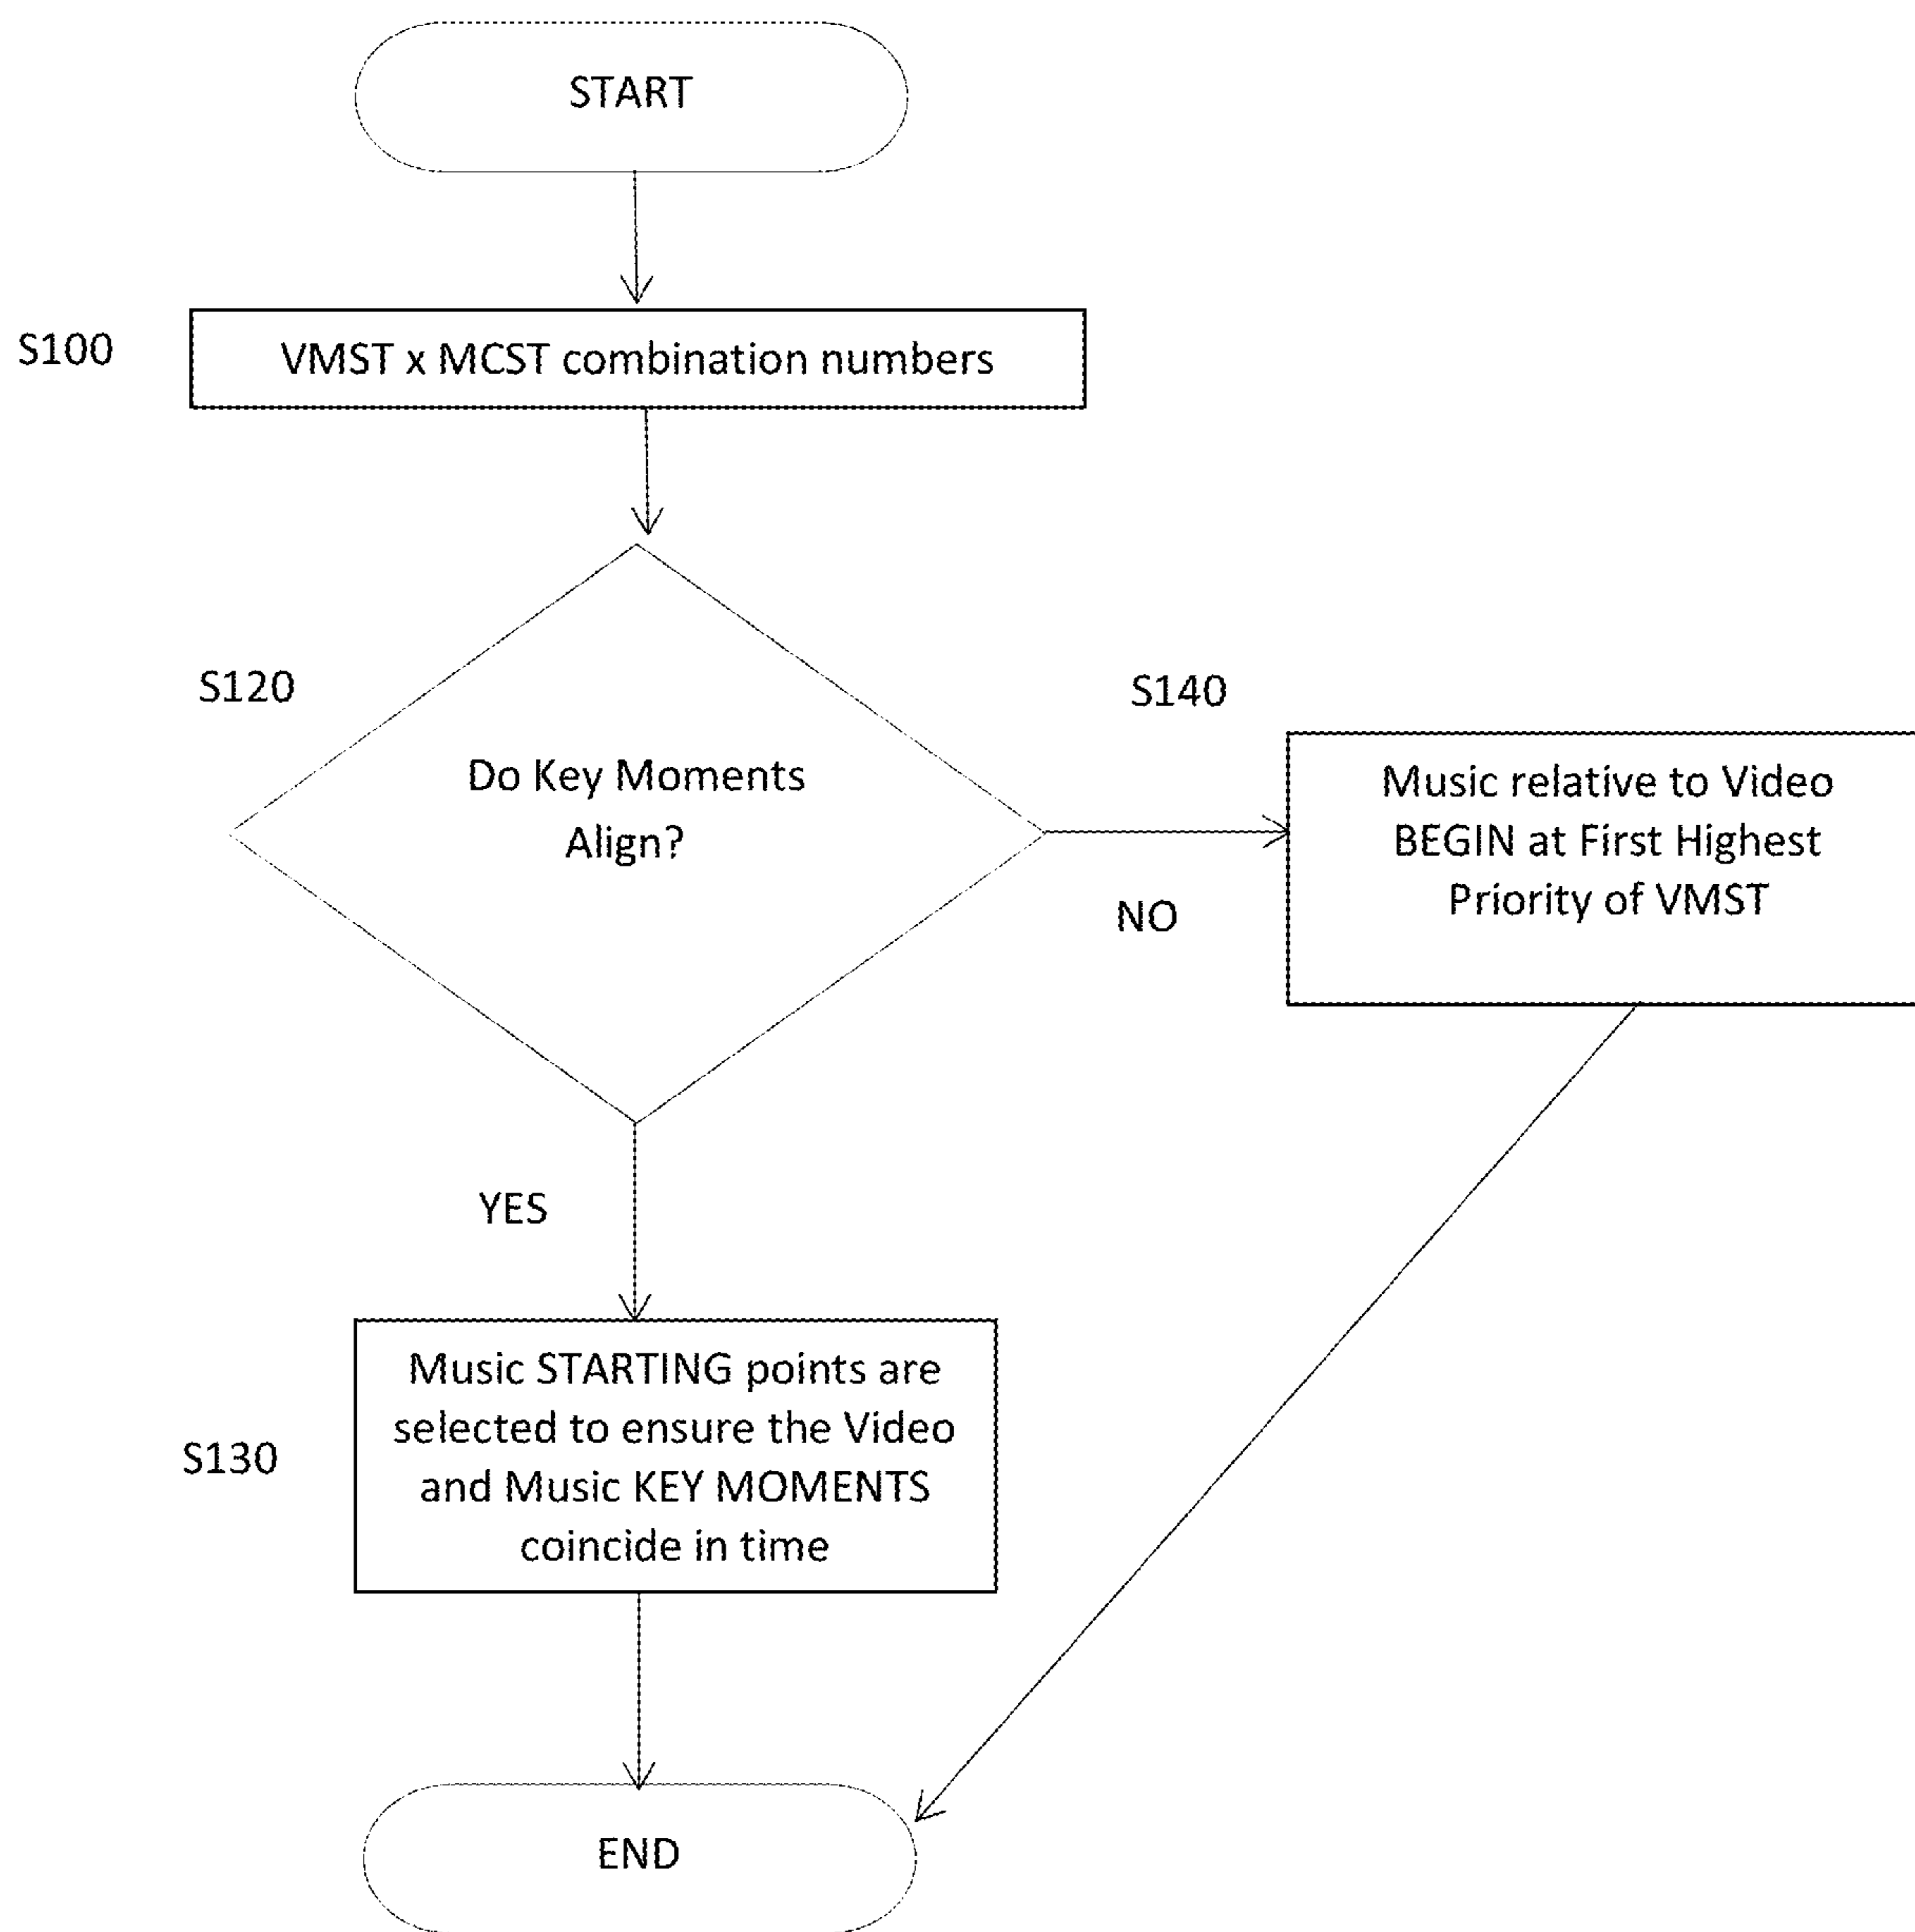 START
S100
VMST x MCST combination numbers
S120
Do Key Moments
Align?
S140
Music relative to Video
BEGIN at First Highest
Priority of VMST
NO
YES
S130
Music STARTING points are
selected to ensure the Video
and Music KEY MOMENTS
coincide in time
END